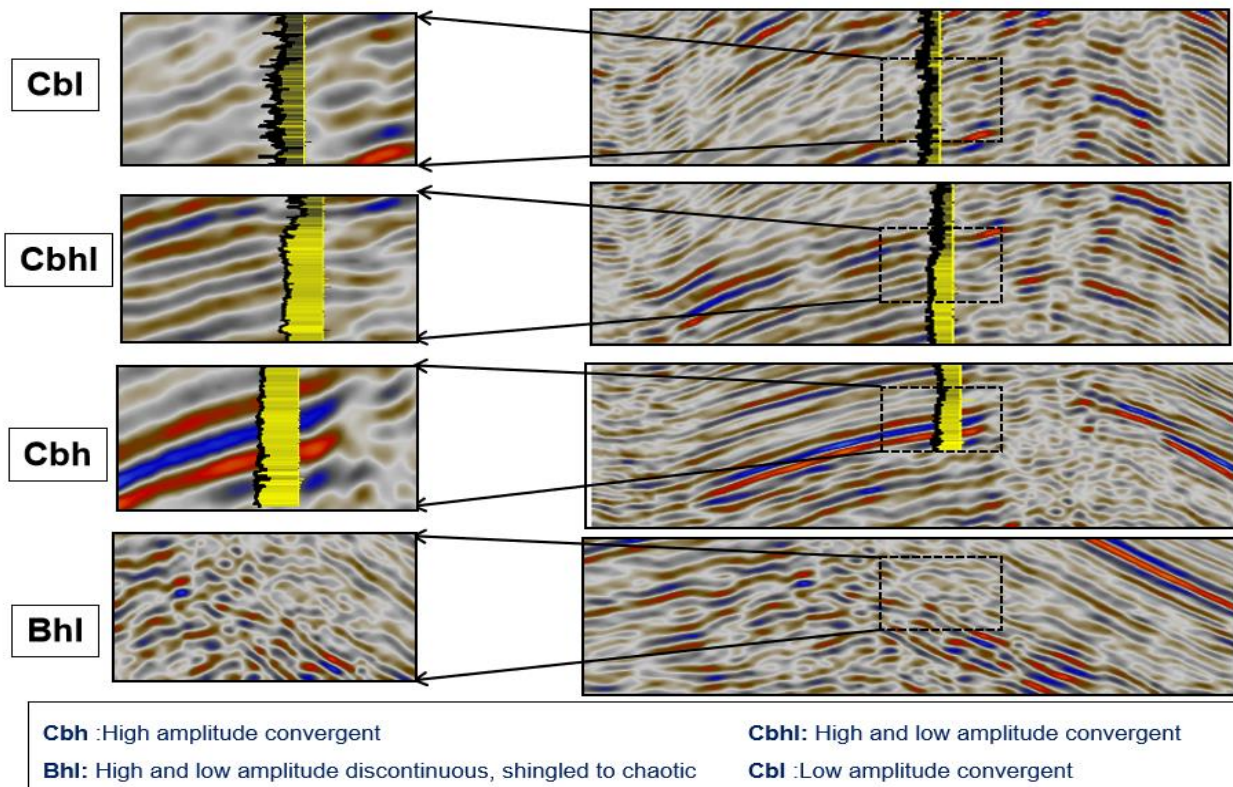 Cbl
Cbhl
Cbh
Bhl
Cbh :High amplitude convergent
Cbhl: High and low amplitude convergent
Bhl: High and low amplitude discontinuous, shingled to chaotic
Cbl :Low amplitude convergent